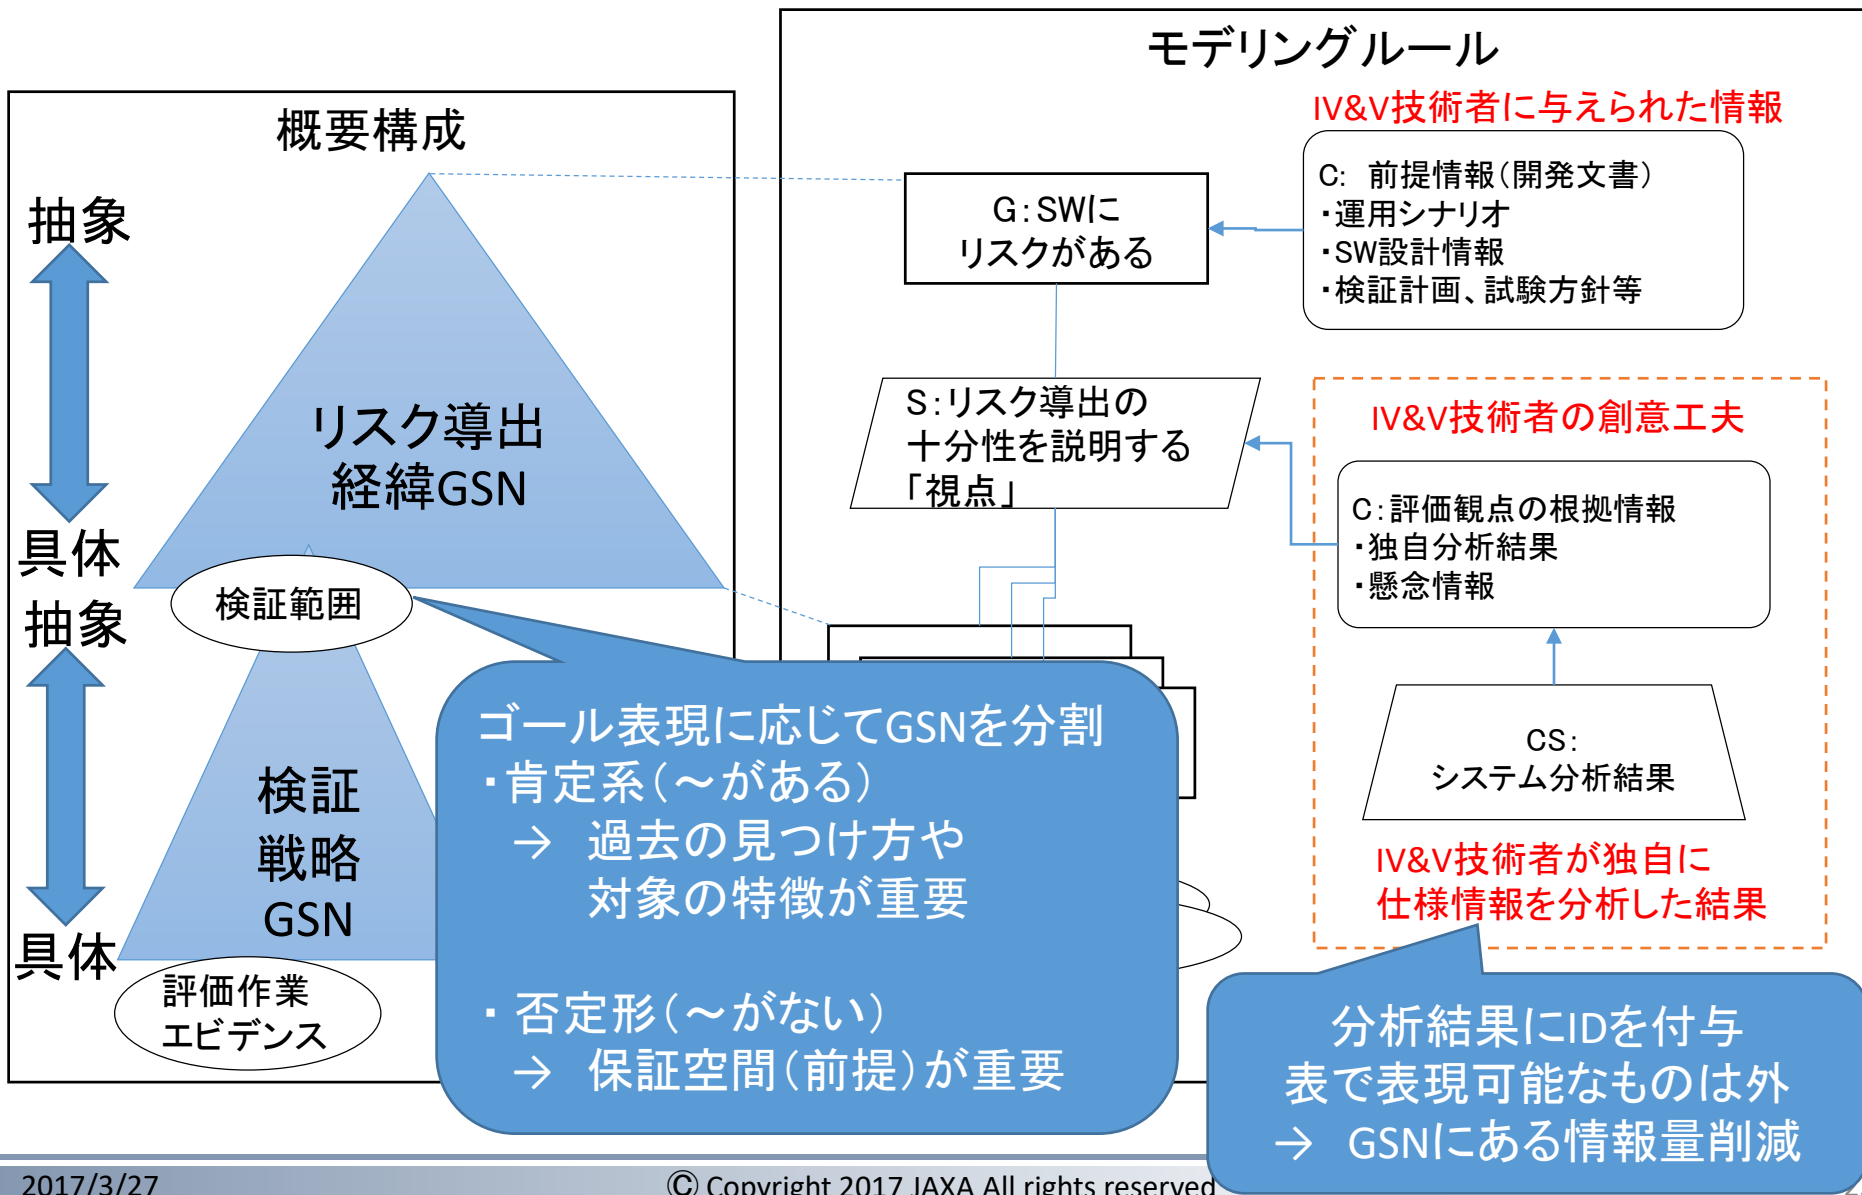 モデリングルール
概要構成
抽象
具体
抽象
具体
リスク導出
経緯GSN
検証範囲
検証
戦略
GSN
評価作業
エビデンス
IV&V技術者に与えられた情報
G:SWに
リスクがある
C: 前提情報(開発文書)
・運用シナリオ
・SW設計情報
・検証計画、試験方針等
S:リスク導出の
十分性を説明する
「視点」
IV&V技術者の創意工夫
C:評価観点の根拠情報
・独自分析結果
・懸念情報
CS:
システム分析結果
IV&V技術者が独自に
仕様情報を分析した結果
ゴール表現に応じてGSNを分割
・肯定系(~がある)
→ 過去の見つけ方や
対象の特徴が重要
・否定形(~がない)
→ 保証空間(前提)が重要
分析結果にIDを付与
表で表現可能なものは外
→ GSNにある情報量削減
2017/3/27
Ⓒ Copyright 2017 JAXA All rights reserved